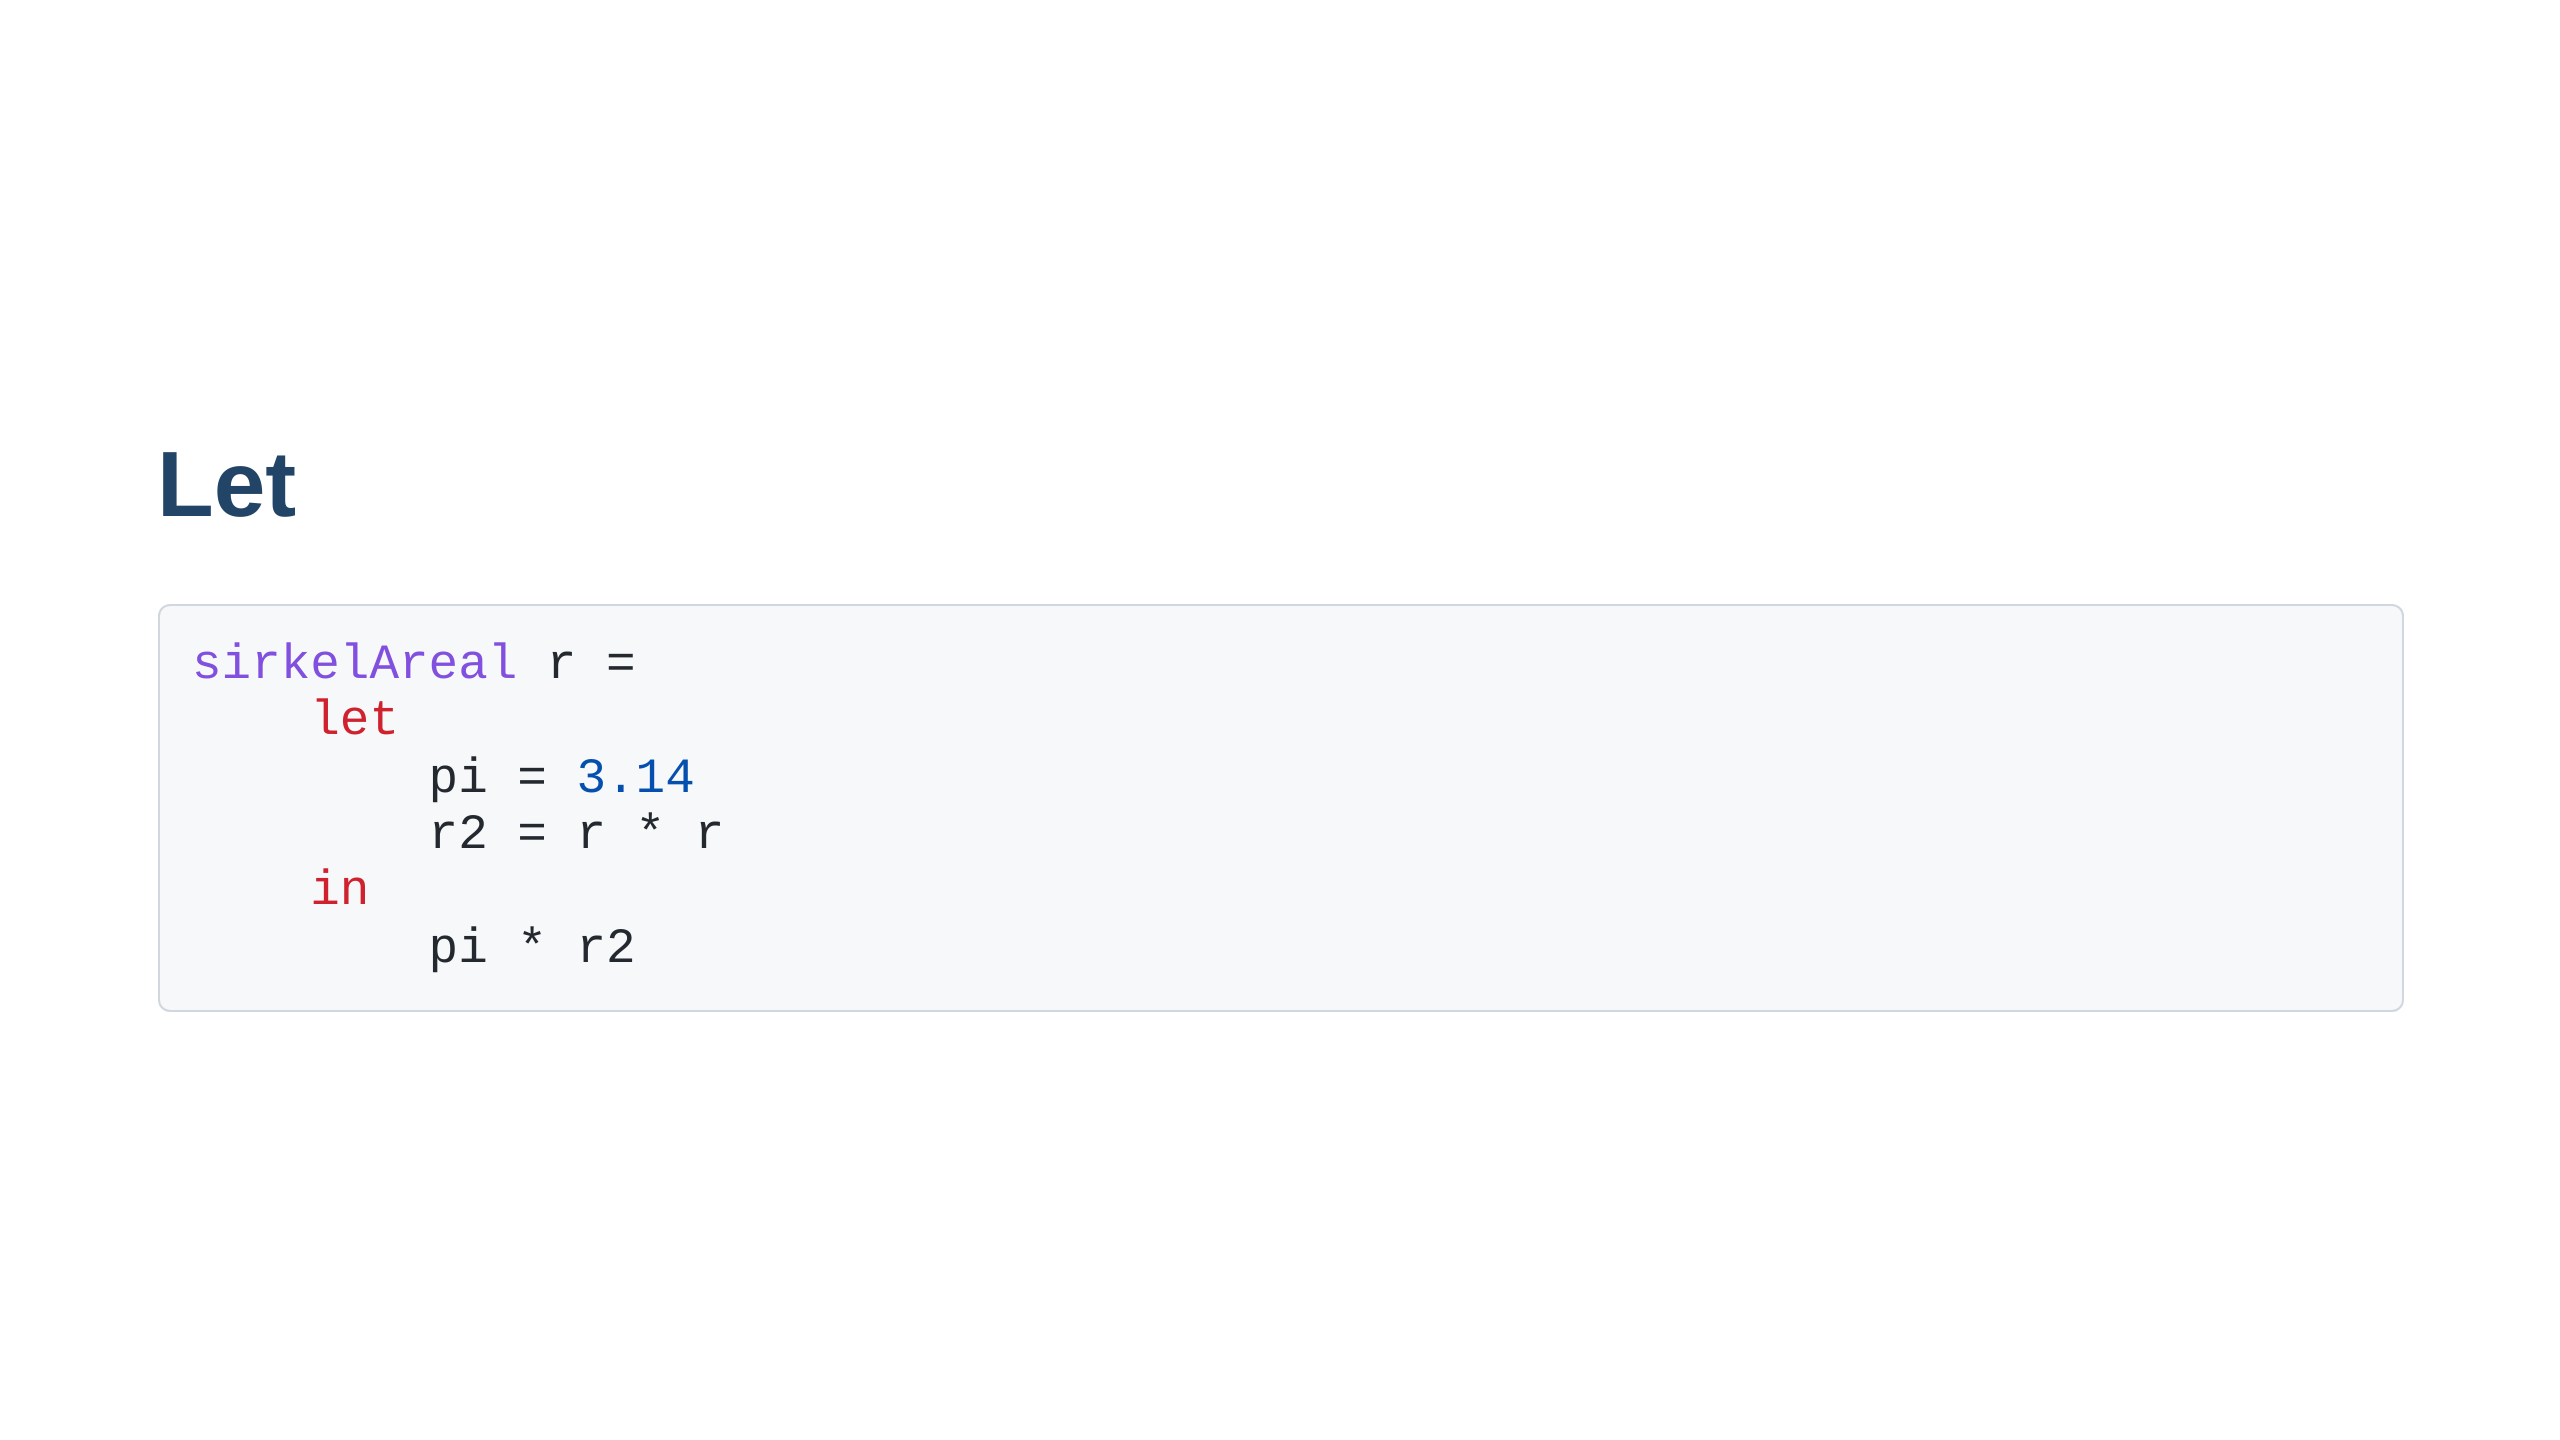 Let
sirkelAreal r =
    let
        pi = 3.14
        r2 = r * r
    in
        pi * r2